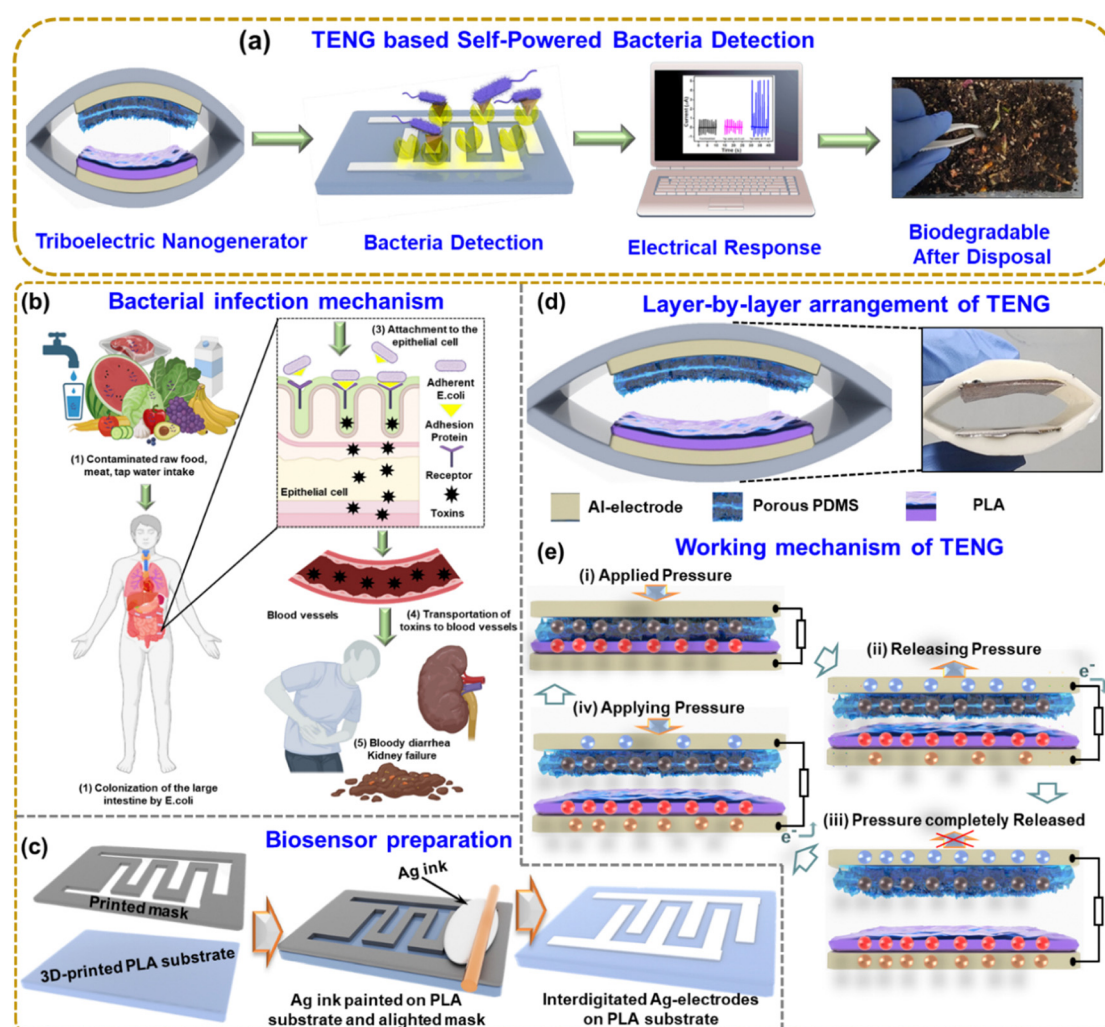 (a)
TENG based Self-Powered Bacteria Detection
Current (μA)
Time (s)
Triboelectric Nanogenerator
Bacteria Detection
Electrical Response
Biodegradable
After Disposal
(b)
Bacterial infection mechanism
(1) Contaminated raw food,
meat, tap water intake
(3) Attachment to the
epithelial cell
Adherent
E.coli
Adhesion
Protein
Receptor
Toxins
Epithelial cell
Blood vessels
(4) Transportation of
toxins to blood vessels
(5) Bloody diarrhea
Kidney failure
(1) Colonization of the large
intestine by E.coli
(c)
Biosensor preparation
Printed mask
3D-printed PLA substrate
Ag ink
Ag ink painted on PLA
substrate and alighted mask
Interdigitated Ag-electrodes
on PLA substrate
(d)
Layer-by-layer arrangement of TENG
Al-electrode
Porous PDMS
PLA
(e)
Working mechanism of TENG
(i) Applied Pressure
(ii) Releasing Pressure
e-
(iv) Applying Pressure
e-
(iii) Pressure completely Released